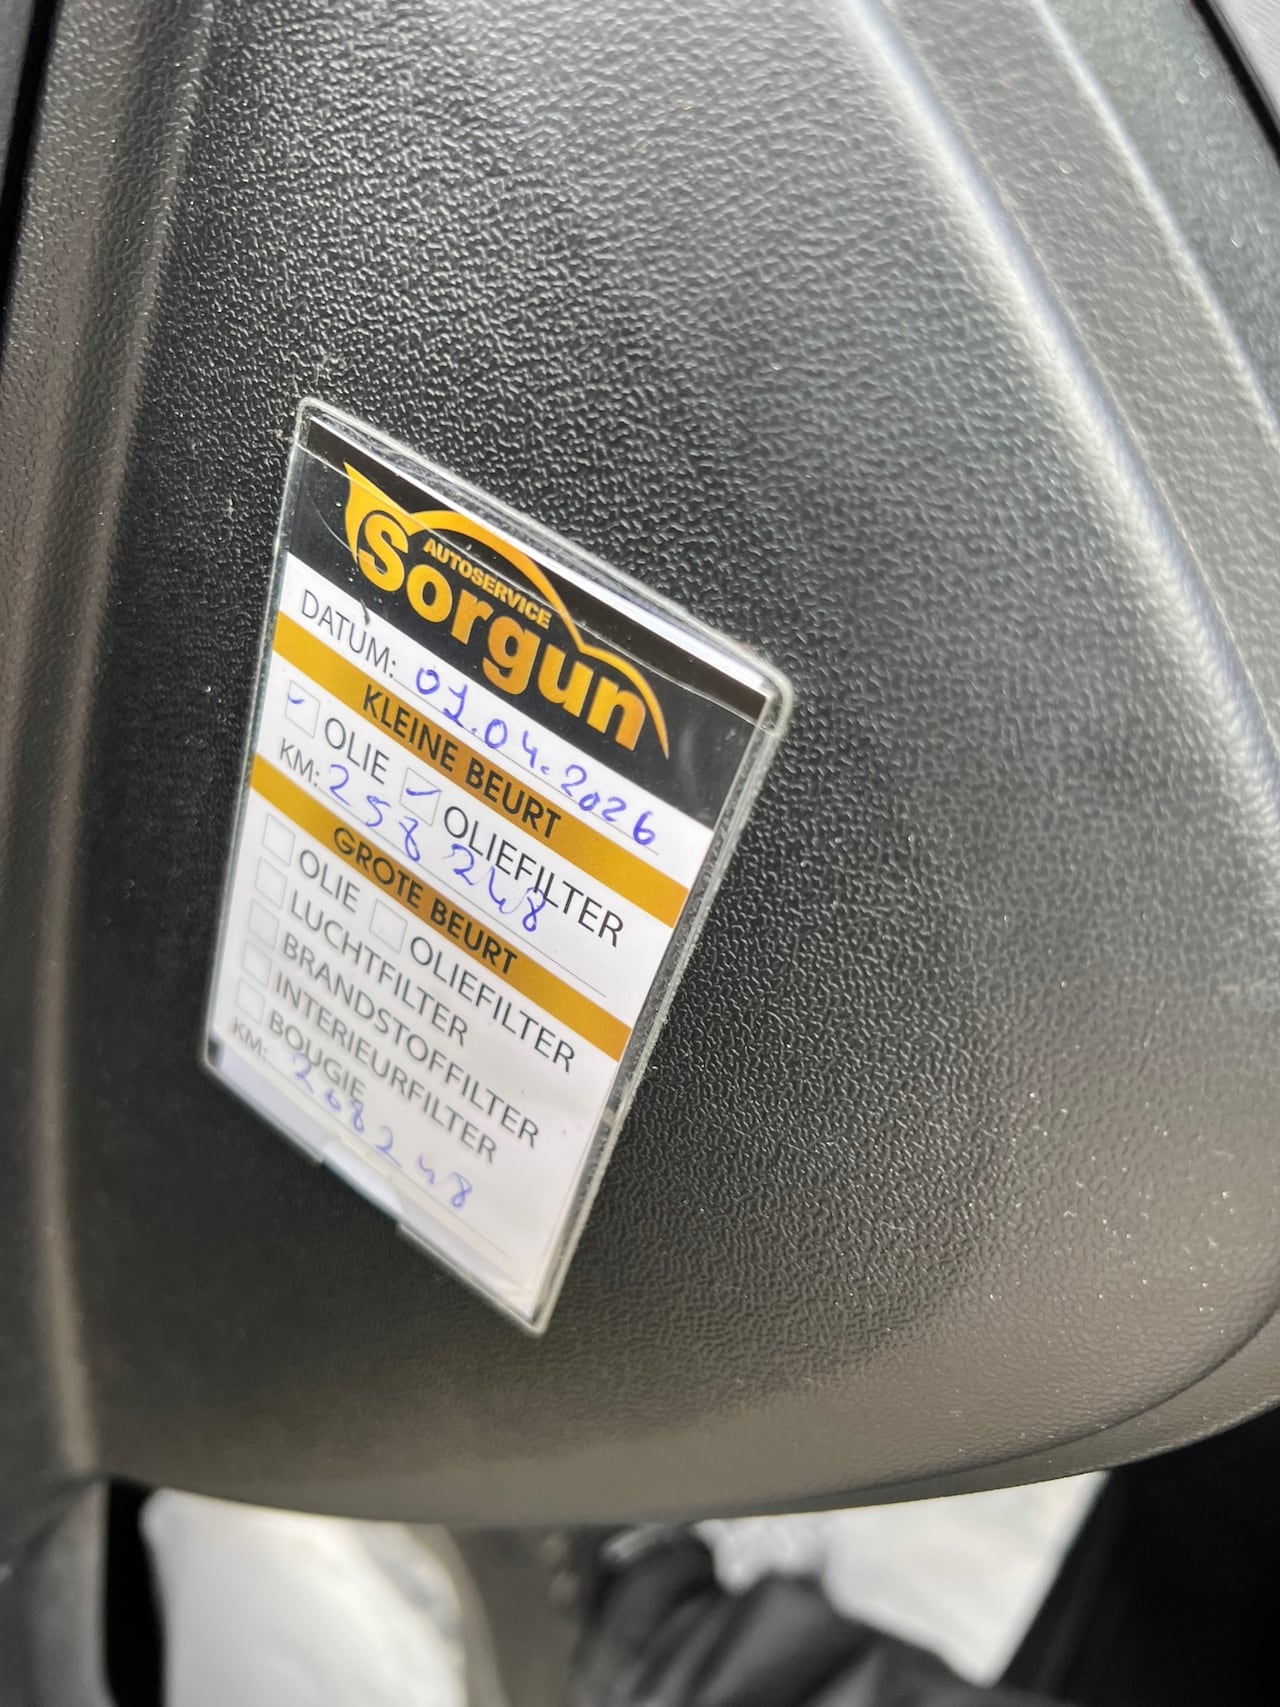 AUTOSERVICE
Sorgun
DATUM: 01.04.2026
KLEINE BEURT
OLIE OLIEFILTER
KM: 258 248
GROTE BEURT
OLIE OLIEFILTER
LUCHTFILTER
BRANDSTOFFILTER
INTERIEURFILTER
BOUGIE
KM: 268248